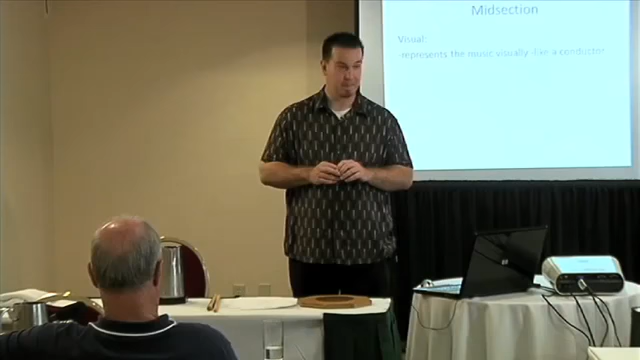 Midsection
Visual:
-represents the music visually -like a conductor